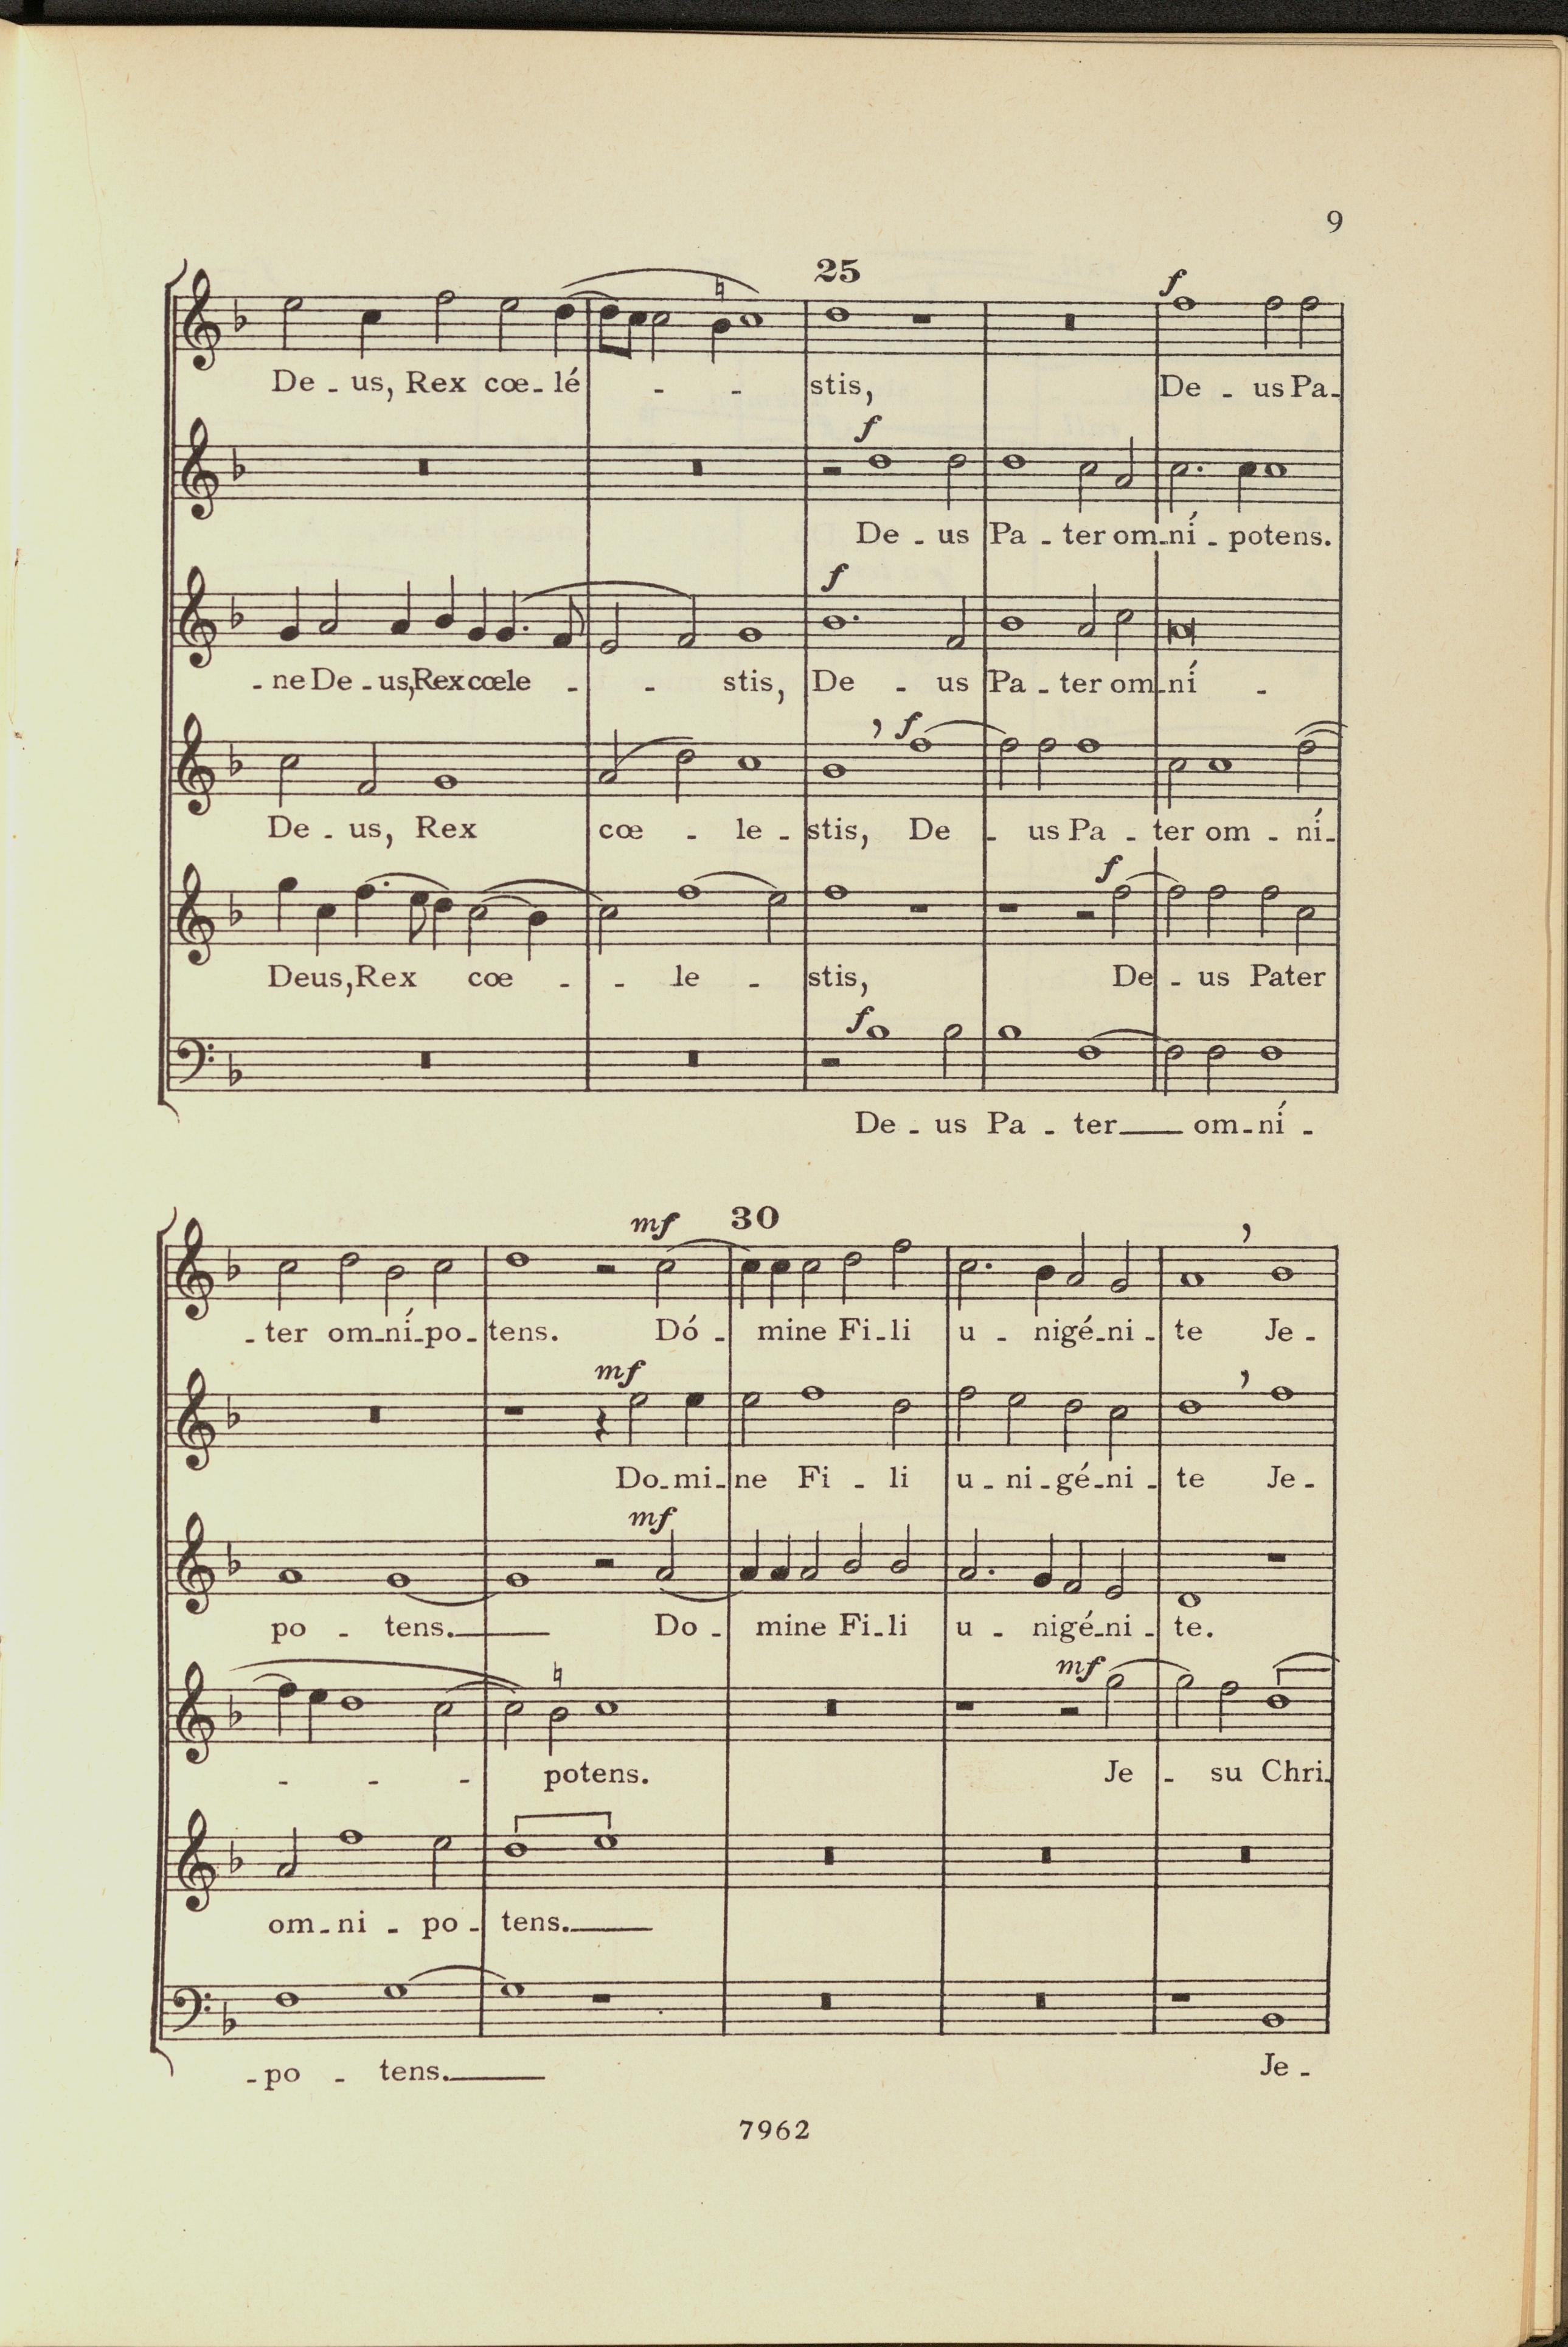 9
25
f
De - us, Rex cœ - lé - - stis, De - us Pa -
f
De - us Pa - ter om - ní - potens.
f
- ne De - us, Rex cœle - - stis, De - us Pa - ter om - ní -
, f
De - us, Rex cœ - le - stis, De - us Pa - ter om - ní -
f
Deus, Rex cœ - - le - stis, De - us Pater
f
De - us Pa - ter om - ní -
mf 30
,
- ter om - ní - po - tens. Dó - mine Fi - li u - nigé - ni - te Je -
mf ,
Do - mi - ne Fi - li u - ni - gé - ni - te Je -
mf
po - tens. Do - mine Fi - li u - nigé - ni - te.
mf
- - - potens. Je - su Chri -
om - ni - po - tens.
- po - tens. Je -
7962